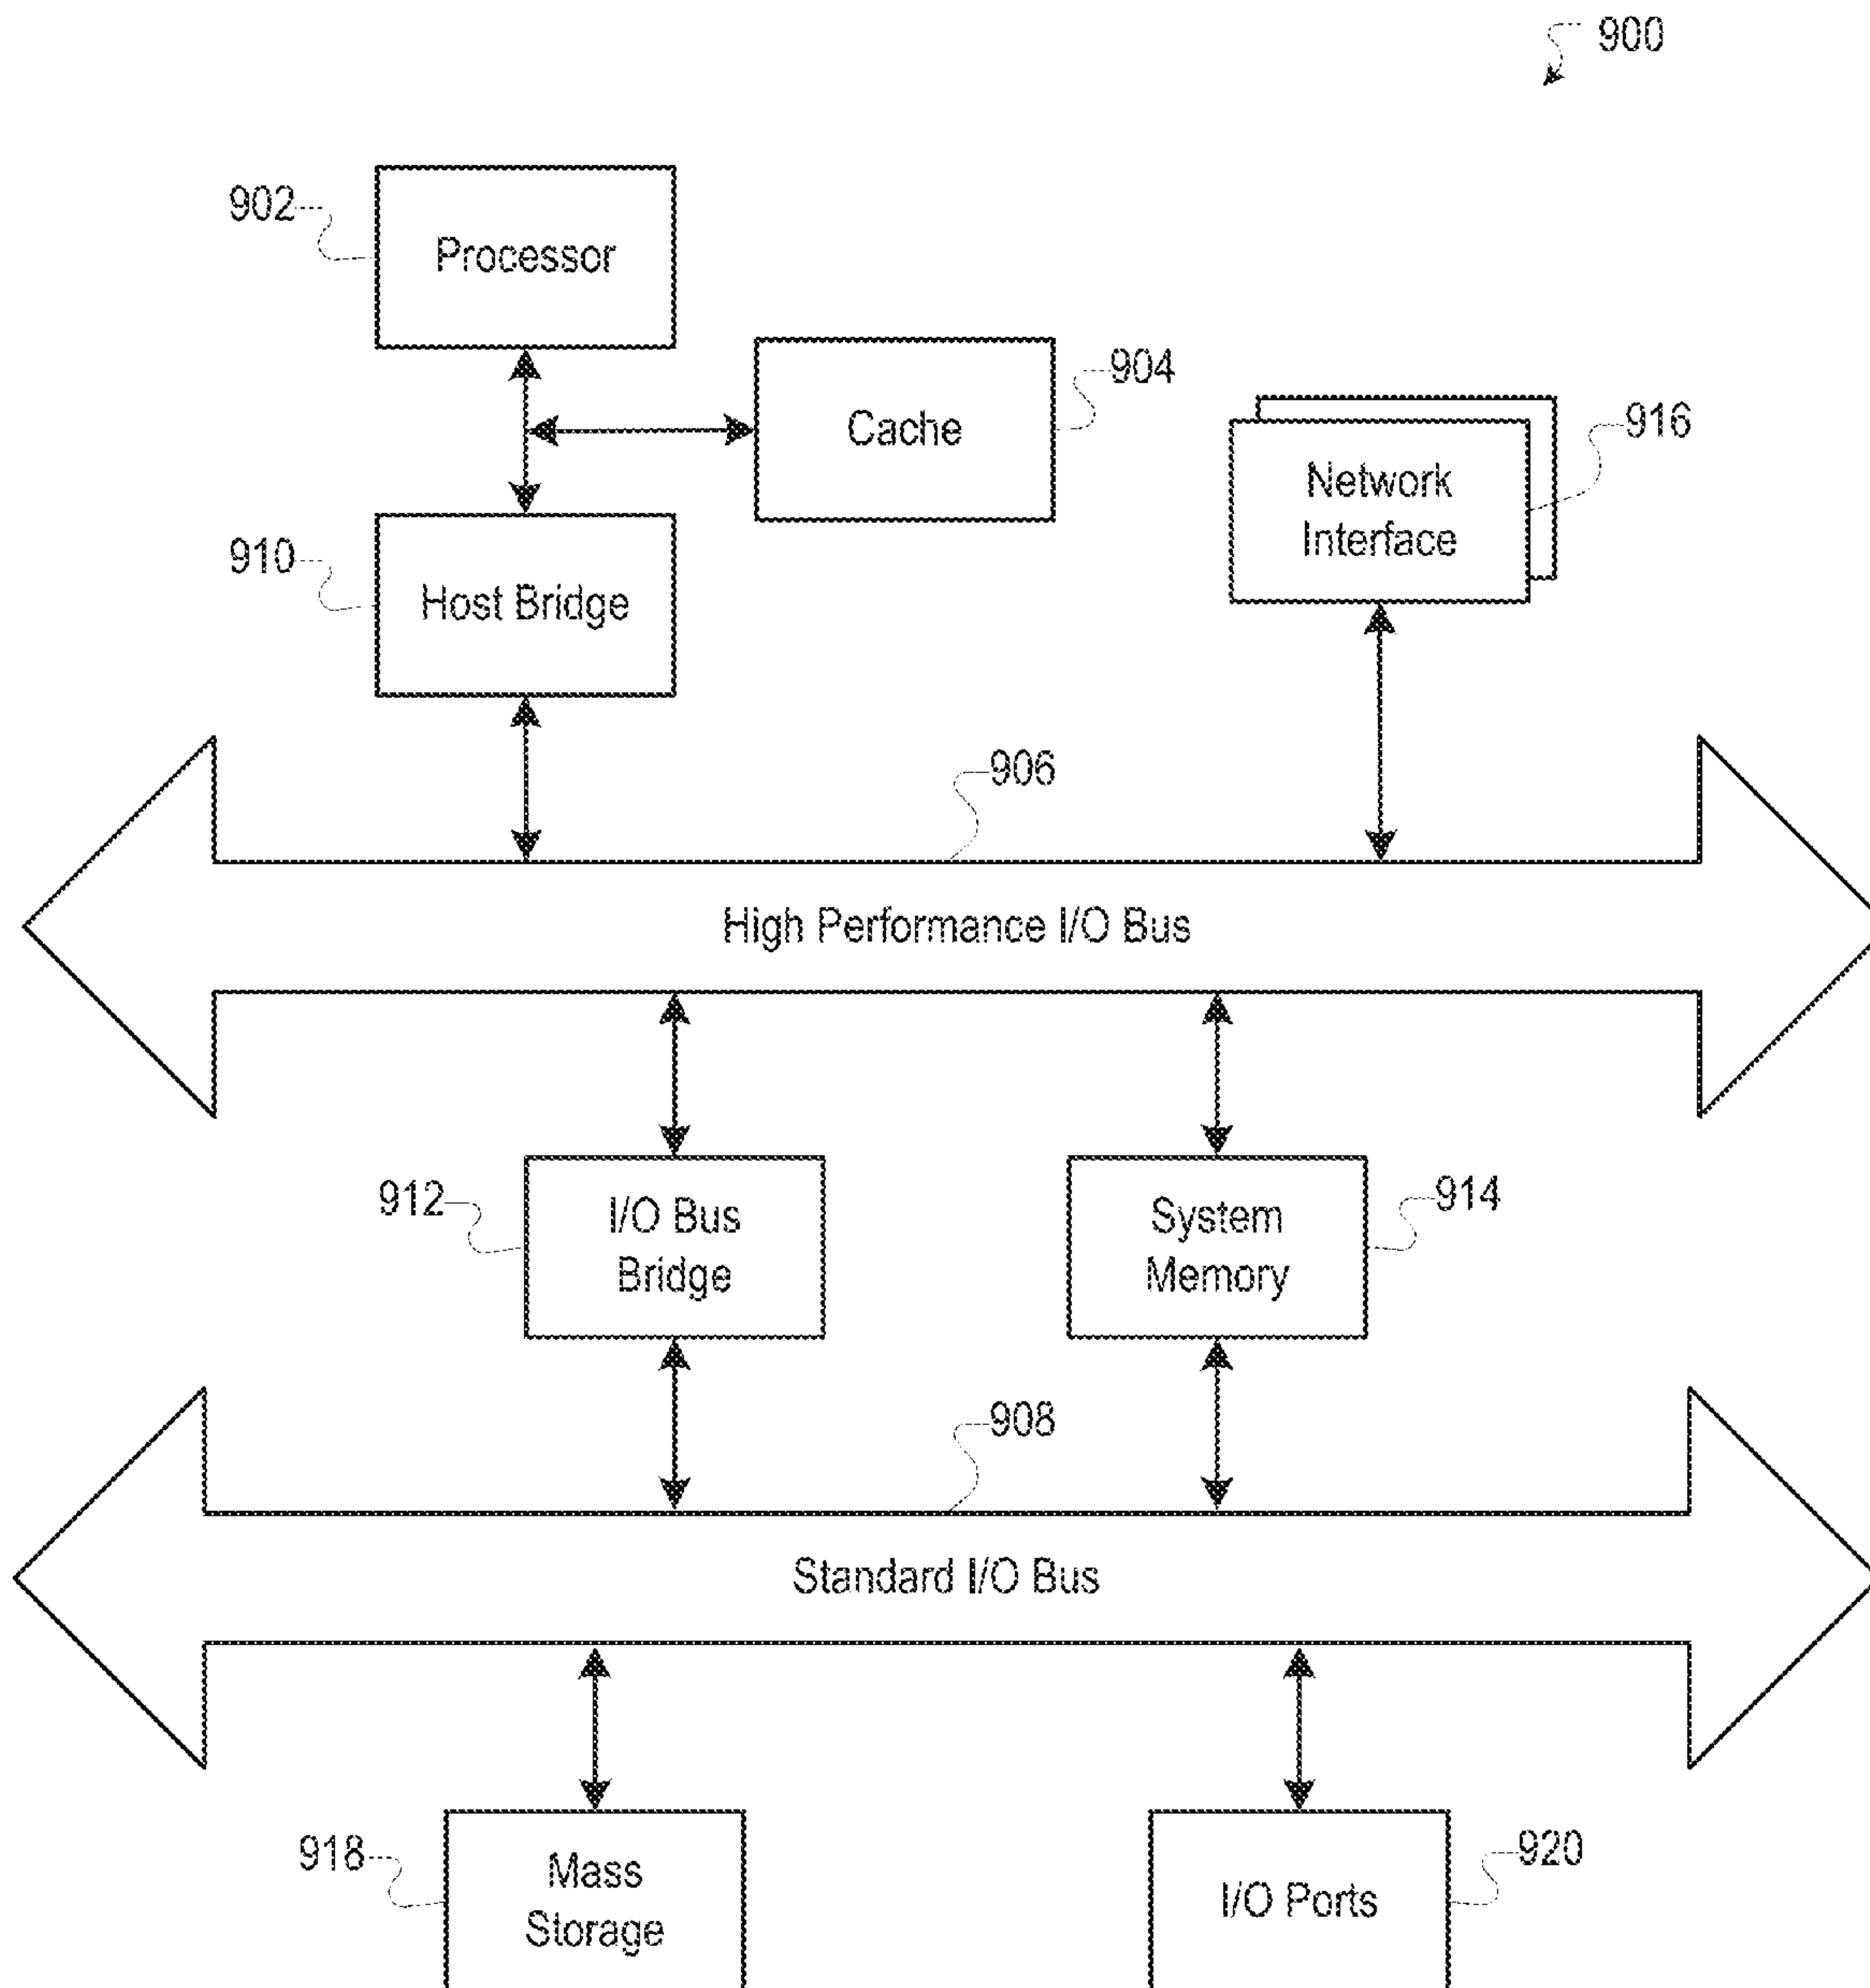 900
902
Processor
904
Cache
916
Network
Interface
910
Host Bridge
906
High Performance I/O Bus
912
I/O Bus
Bridge
914
System
Memory
908
Standard I/O Bus
918
Mass
Storage
920
I/O Ports